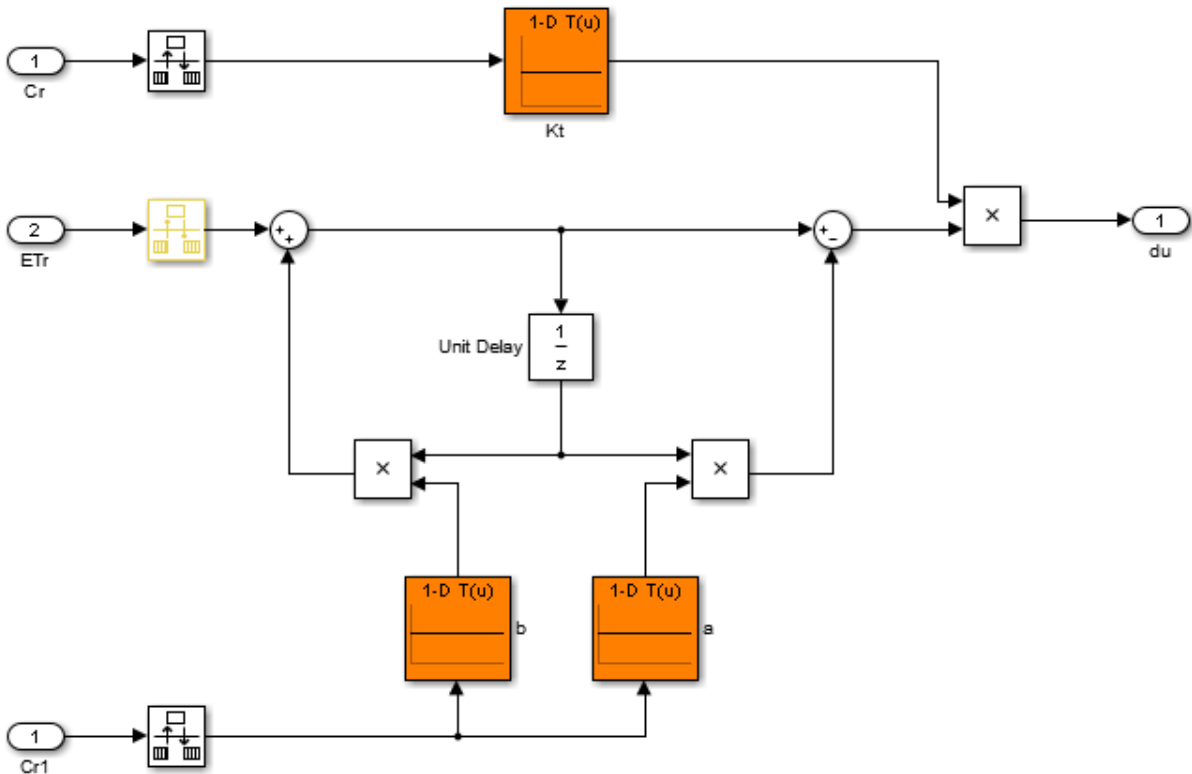 1-D T(u)
1
Cr
Kt
2
ETr
+
+
+
−
×
1
du
Unit Delay
1
z
×
×
1-D T(u)
b
1-D T(u)
a
1
Cr1